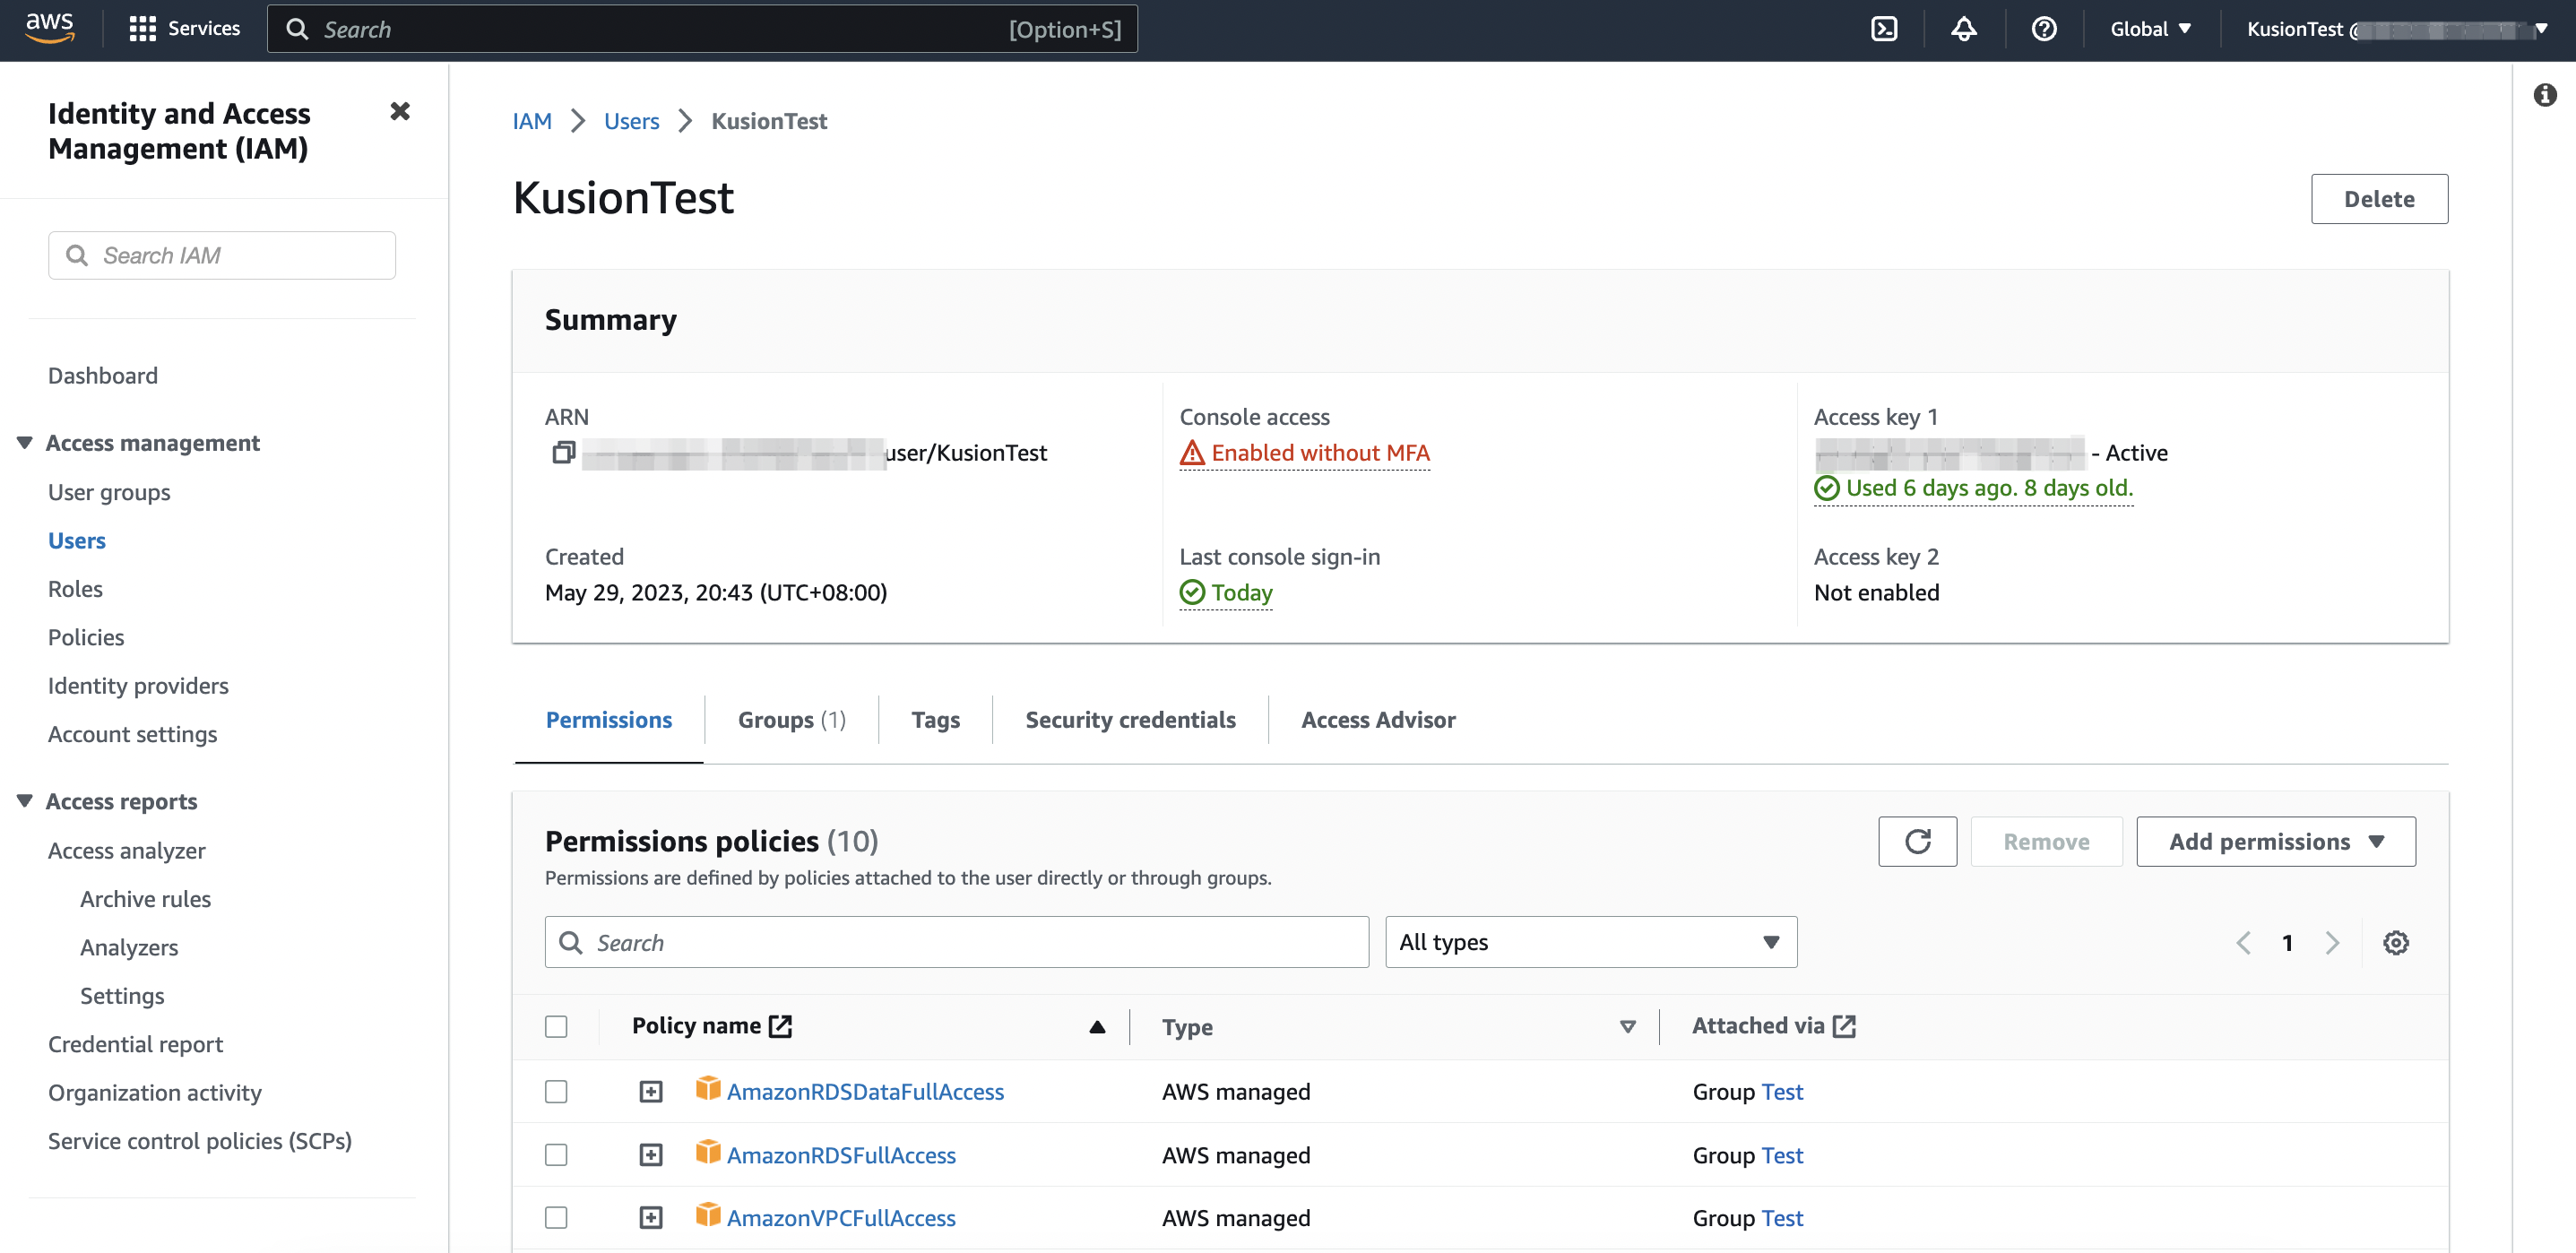 aws
Services
Search [Option+S]
Global
KusionTest @
Identity and Access
Management (IAM)
Search IAM
Dashboard
Access management
User groups
Users
Roles
Policies
Identity providers
Account settings
Access reports
Access analyzer
Archive rules
Analyzers
Settings
Credential report
Organization activity
Service control policies (SCPs)
IAM > Users > KusionTest
KusionTest
Delete
Summary
ARN
user/KusionTest
Console access
Enabled without MFA
Access key 1
- Active
Used 6 days ago. 8 days old.
Created
May 29, 2023, 20:43 (UTC+08:00)
Last console sign-in
Today
Access key 2
Not enabled
Permissions
Groups (1)
Tags
Security credentials
Access Advisor
Permissions policies (10)
Permissions are defined by policies attached to the user directly or through groups.
Remove
Add permissions
Search
All types
1
Policy name Type Attached via
AmazonRDSDataFullAccess AWS managed Group Test
AmazonRDSFullAccess AWS managed Group Test
AmazonVPCFullAccess AWS managed Group Test